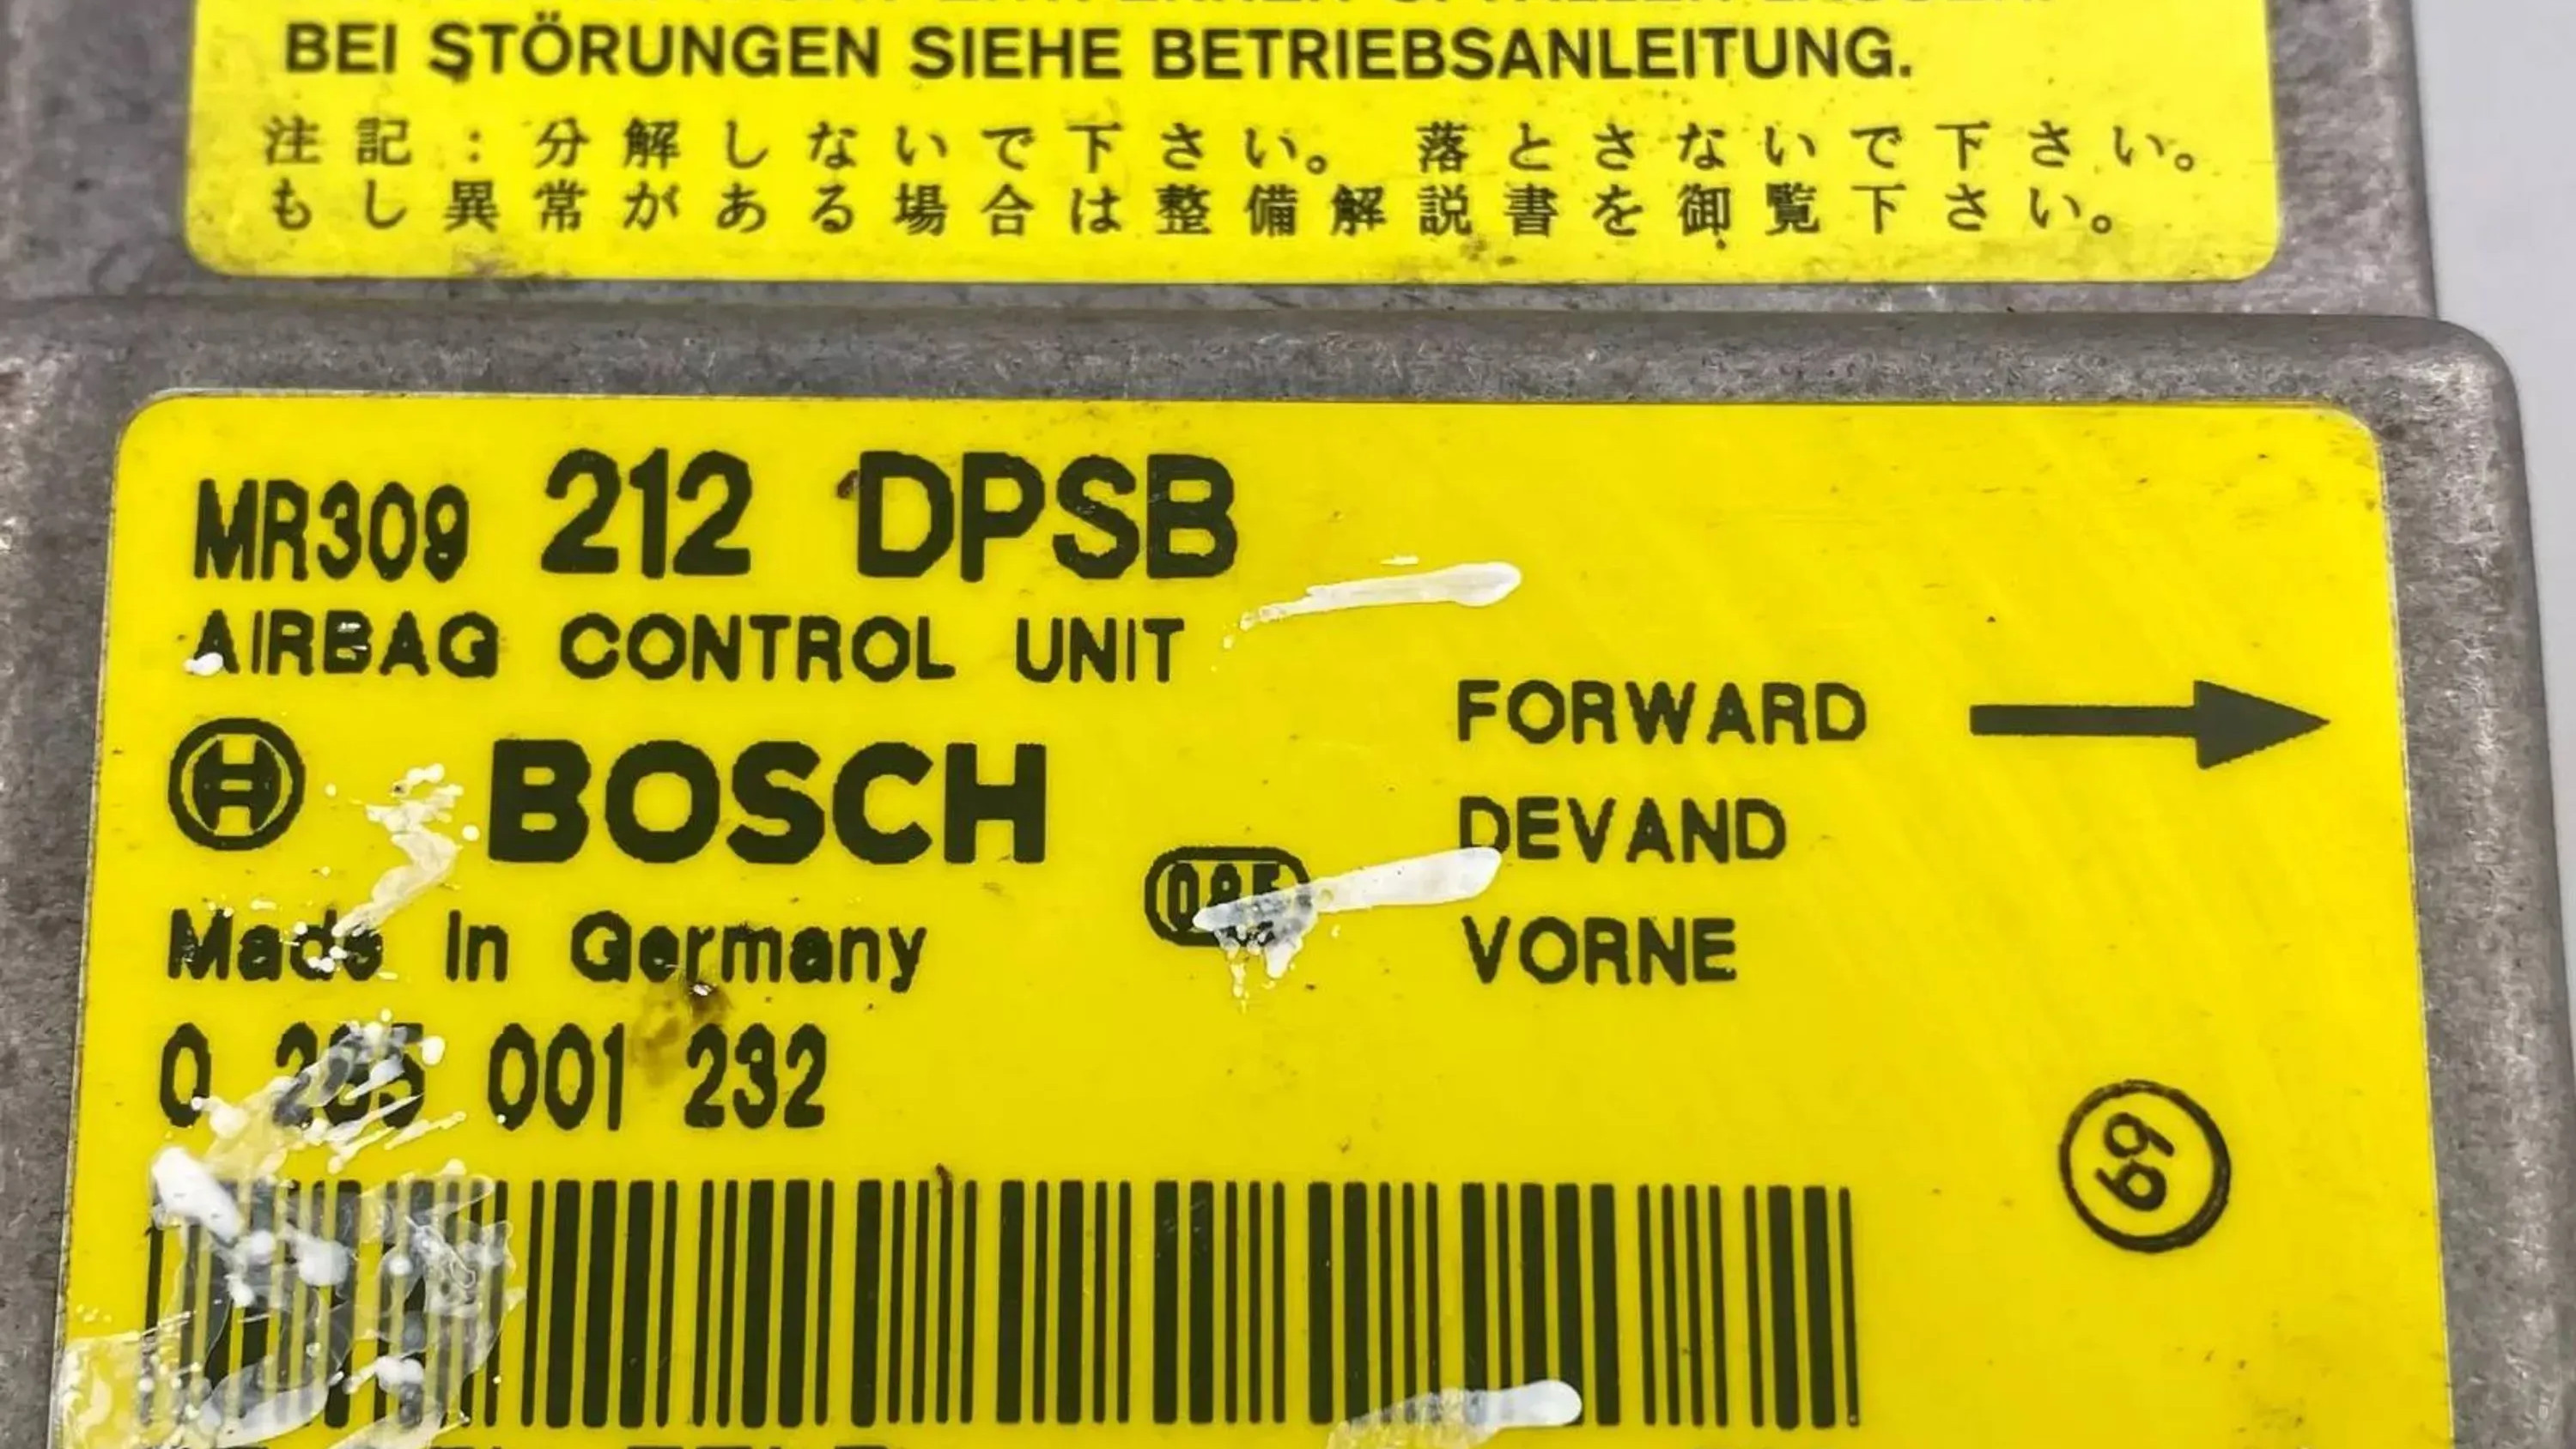 BEI STÖRUNGEN SIEHE BETRIEBSANLEITUNG.
注記:分解しないで下さい。 落とさないで下さい。
もし異常がある場合は整備解説書を御覧下さい。
MR309 212 DPSB
AIRBAG CONTROL UNIT
BOSCH
Made In Germany
0 285 001 232
FORWARD
DEVAND
VORNE
69